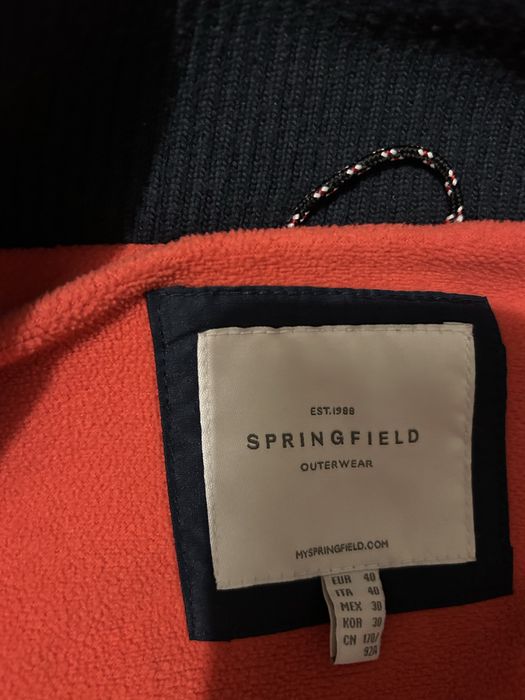 EST.1988
SPRINGFIELD
OUTERWEAR
MYSPRINGFIELD.COM
EUR 40
ITA 40
MEX 30
KOR 30
CN 170/
92A